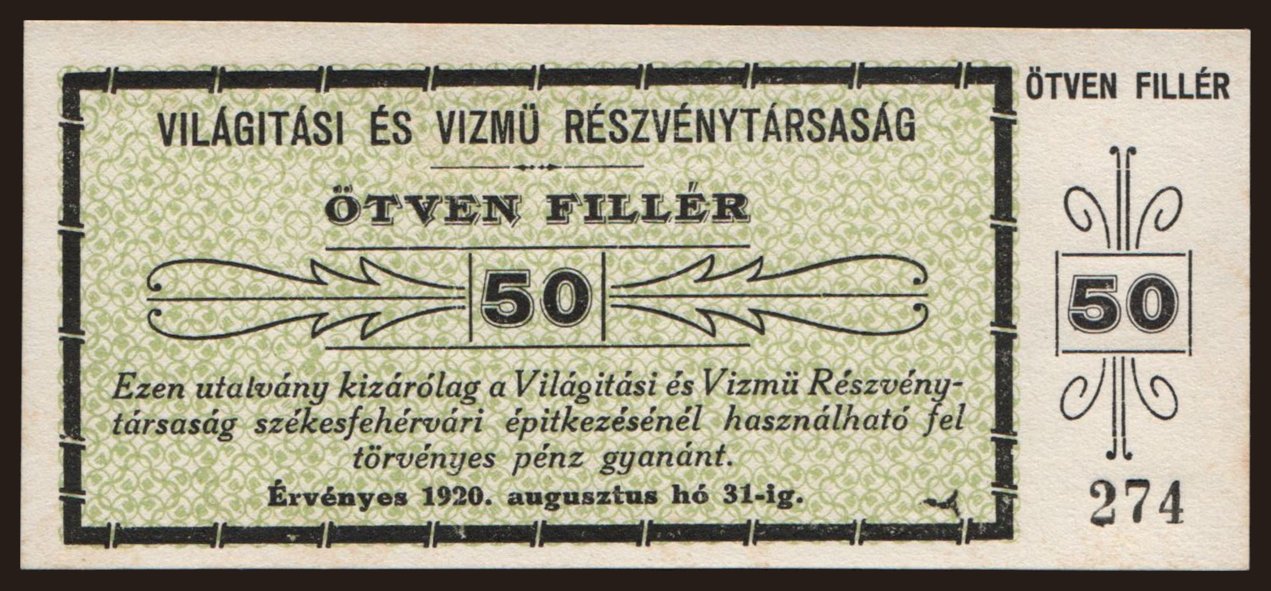 VILÁGITÁSI ÉS VIZMÜ RÉSZVÉNYTÁRSASÁG
ÖTVEN FILLÉR
50
Ezen utalvány kizárólag a Világitási és Vizmü Részvény-
társaság székesfehérvári épitkezésénél használható fel
törvényes pénz gyanánt.
Érvényes 1920. augusztus hó 31-ig.
ÖTVEN FILLÉR
50
274